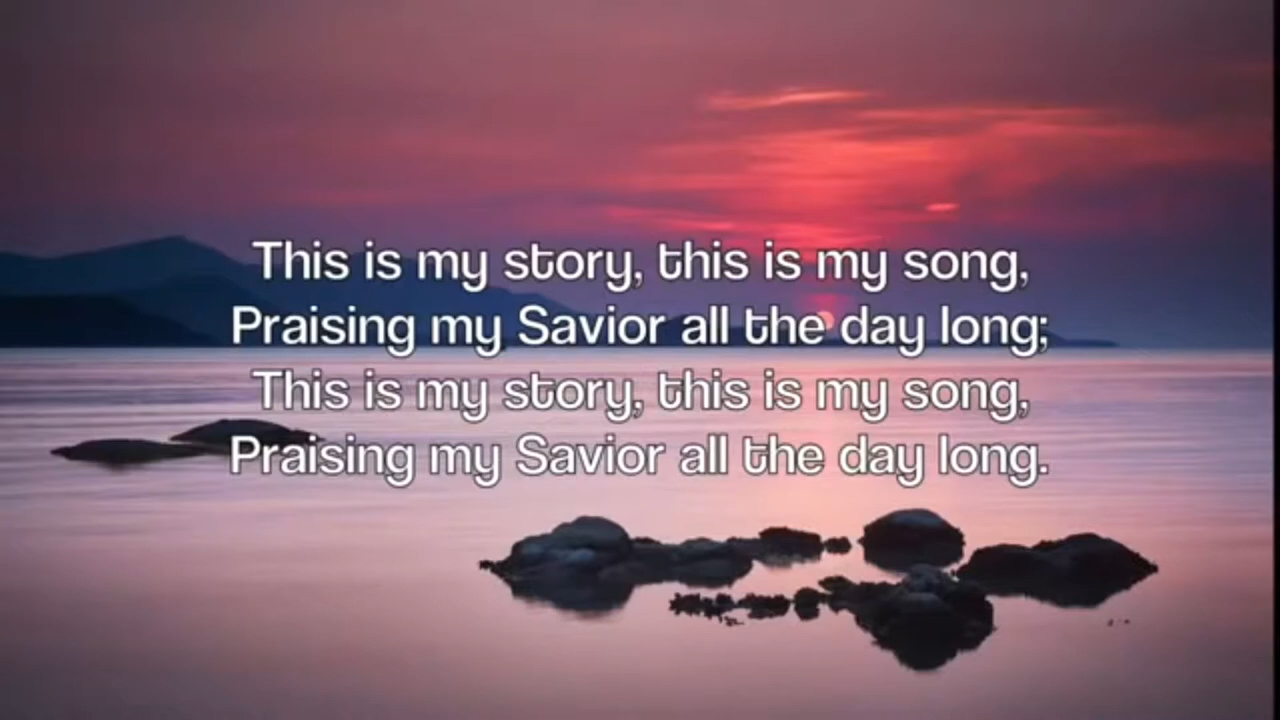 This is my story, this is my song,
Praising my Savior all the day long;
This is my story, this is my song,
Praising my Savior all the day long.